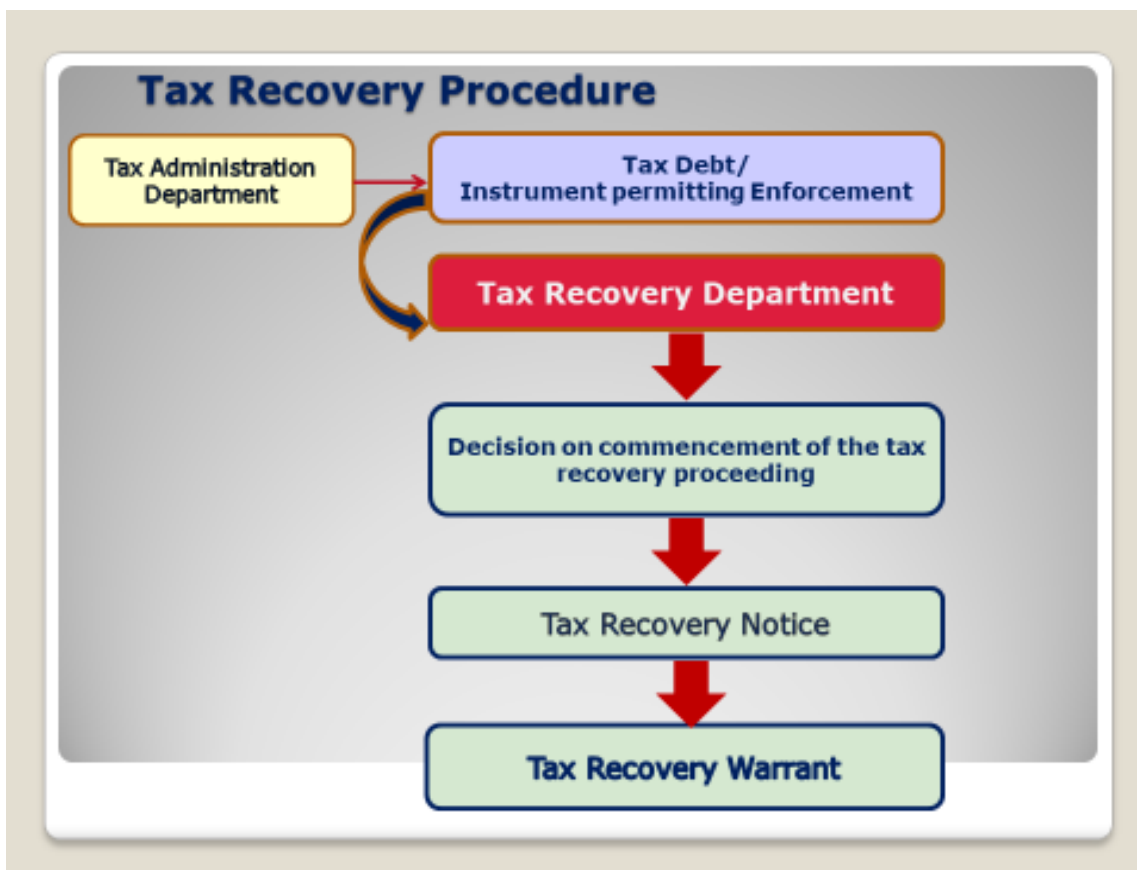 Tax Recovery Procedure
Tax Administration
Department
Tax Debt/
Instrument permitting Enforcement
Tax Recovery Department
Decision on commencement of the tax
recovery proceeding
Tax Recovery Notice
Tax Recovery Warrant